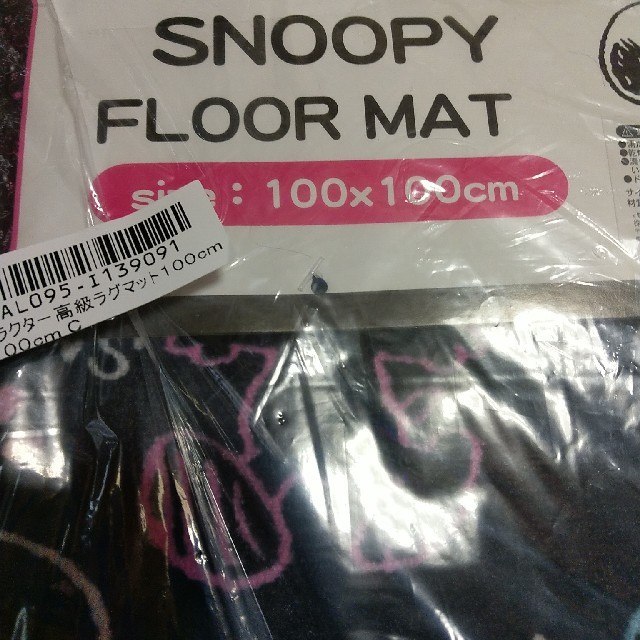 SNOOPY
FLOOR MAT
size : 100x100cm
AL095-I139091
ラクター 高級ラグマット100cm
00cm C